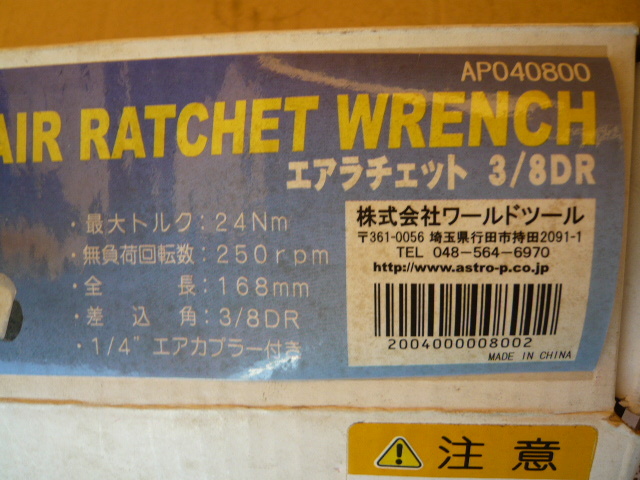 AP040800
AIR RATCHET WRENCH
エアラチェット 3/8DR
・最大トルク：24Nm
・無負荷回転数：250rpm
・全　　長：168mm
・差 込 角：3/8DR
・1/4" エアカプラー付き
株式会社ワールドツール
〒361-0056 埼玉県行田市持田2091-1
TEL 048-564-6970
http://www.astro-p.co.jp
2004000008002
MADE IN CHINA
注意